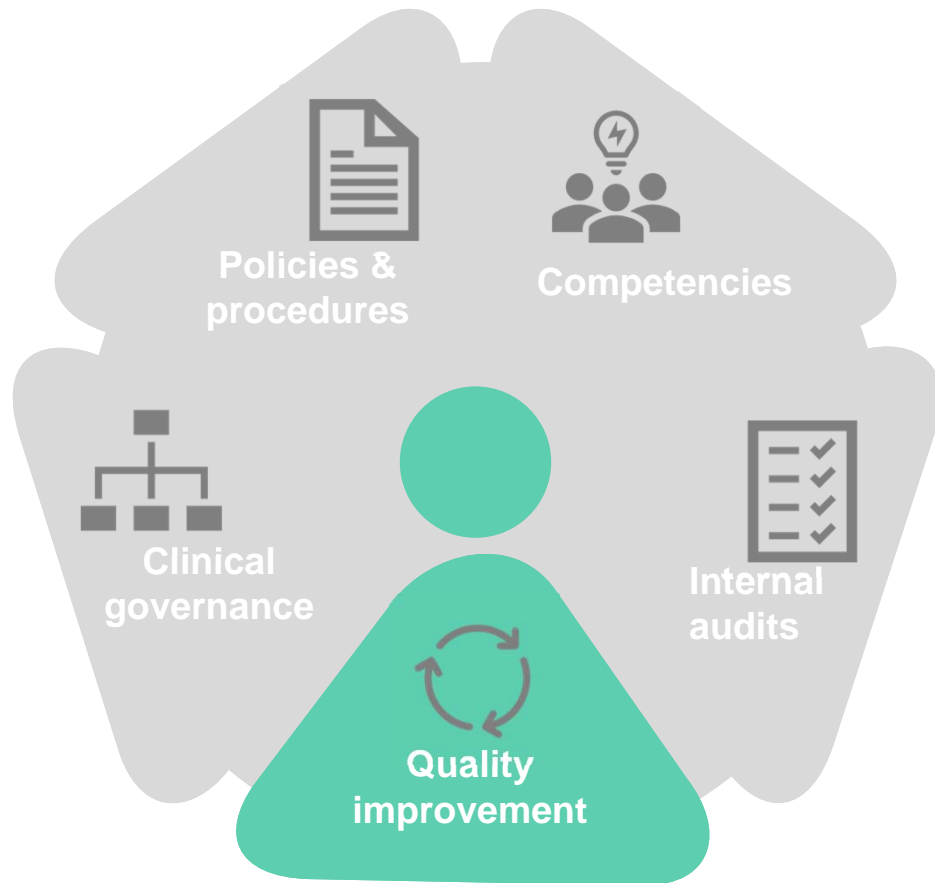 Policies &
procedures
Competencies
Clinical
governance
Internal
audits
Quality
improvement